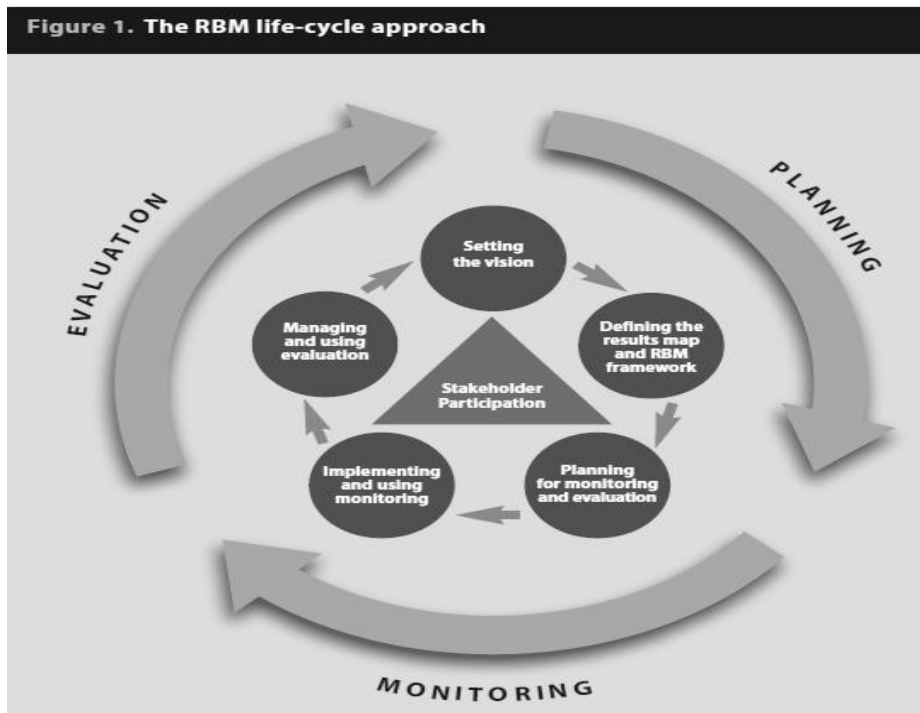 Figure 1. The RBM life-cycle approach
EVALUATION
PLANNING
Setting
the vision
Defining the
results map
and RBM
framework
Managing
and using
evaluation
Stakeholder
Participation
Implementing
and using
monitoring
Planning
for monitoring
and evaluation
MONITORING